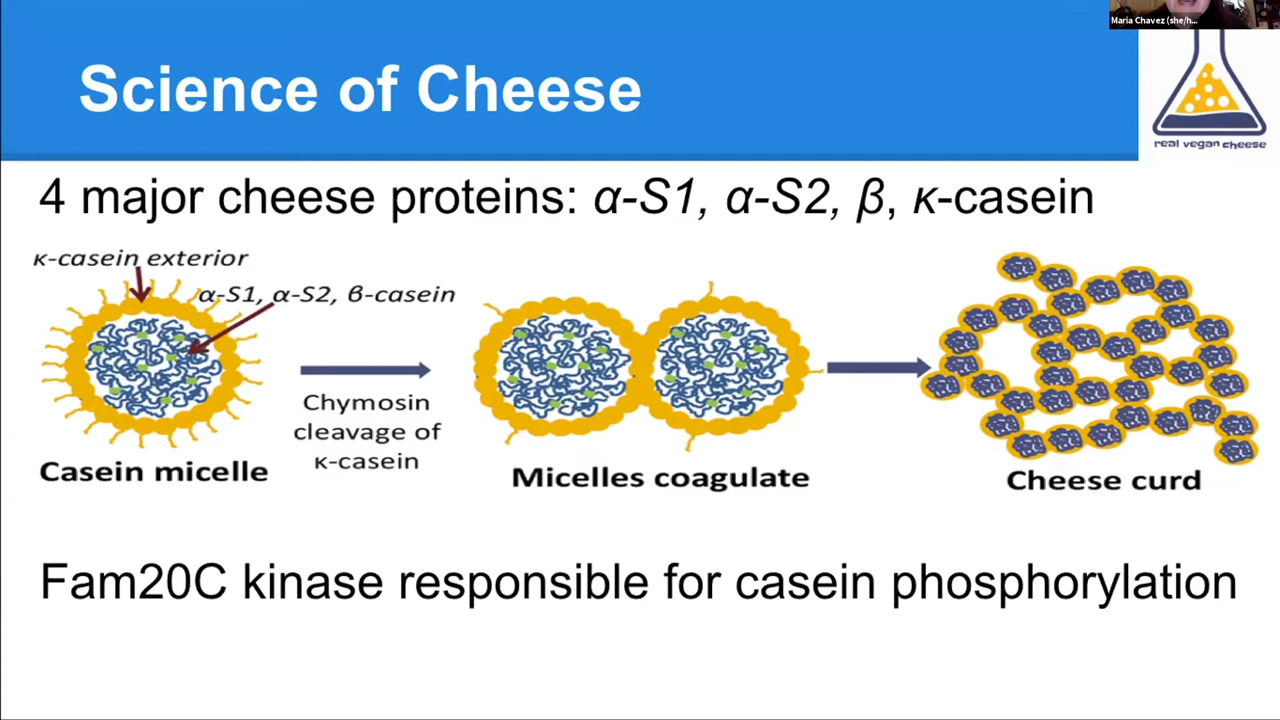 Maria Chavez (she/h...
Science of Cheese
real vegan cheese
4 major cheese proteins: α-S1, α-S2, β, κ-casein
κ-casein exterior
α-S1, α-S2, β-casein
Chymosin
cleavage of
κ-casein
Casein micelle
Micelles coagulate
Cheese curd
Fam20C kinase responsible for casein phosphorylation